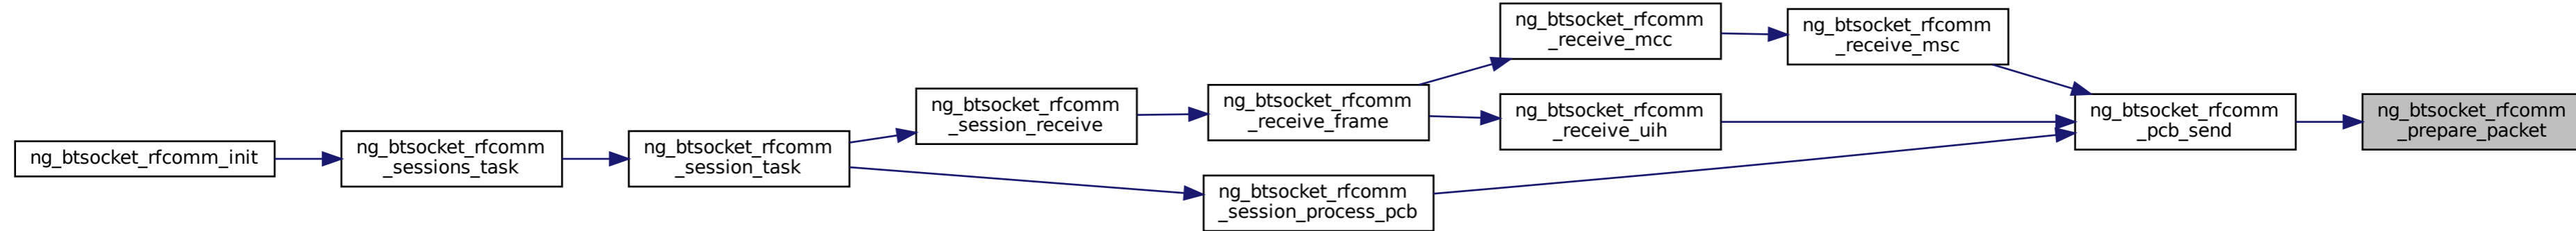 ng_btsocket_rfcomm_init
ng_btsocket_rfcomm
_sessions_task
ng_btsocket_rfcomm
_session_task
ng_btsocket_rfcomm
_session_receive
ng_btsocket_rfcomm
_receive_frame
ng_btsocket_rfcomm
_receive_mcc
ng_btsocket_rfcomm
_receive_msc
ng_btsocket_rfcomm
_receive_uih
ng_btsocket_rfcomm
_session_process_pcb
ng_btsocket_rfcomm
_pcb_send
ng_btsocket_rfcomm
_prepare_packet